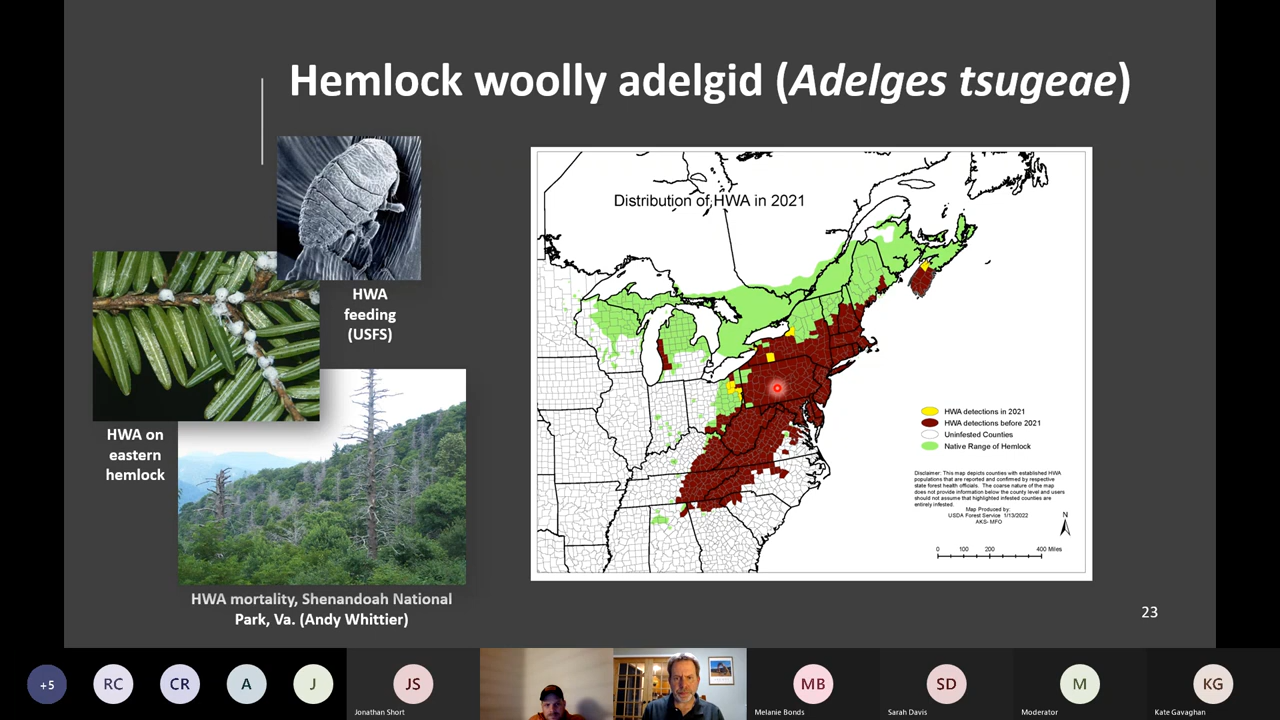 Hemlock woolly adelgid (Adelges tsugeae)
HWA
feeding
(USFS)
HWA on
eastern
hemlock
HWA mortality, Shenandoah National
Park, Va. (Andy Whittier)
Distribution of HWA in 2021
HWA detections in 2021
HWA detections before 2021
Uninfested Counties
Native Range of Hemlock
Disclaimer: This map depicts counties with established HWA
populations that are reported and confirmed by respective
state forest health officials. The coarse nature of the map
does not provide information below the county level and users
should not assume that highlighted infested counties are
entirely infested.
Map Produced by:
USDA Forest Service 1/13/2022
AKS- MFO
N
0 100 200 400 Miles
23
+5
RC
CR
A
J
JS
MB
SD
M
KG
Jonathan Short
Melanie Bonds
Sarah Davis
Moderator
Kate Gavaghan